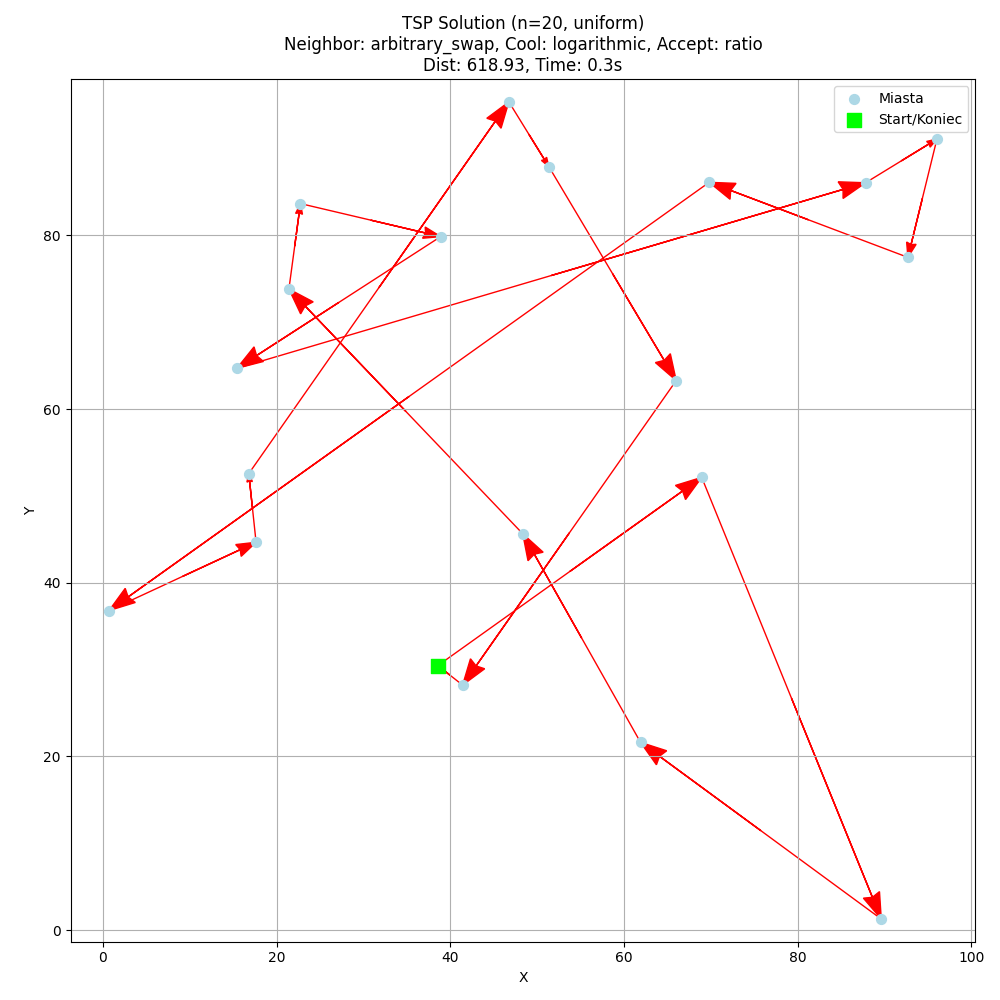 TSP Solution (n=20, uniform)
Neighbor: arbitrary_swap, Cool: logarithmic, Accept: ratio
Dist: 618.93, Time: 0.3s
Miasta
Start/Koniec
80
60
40
20
0
Y
0 20 40 60 80 100
X